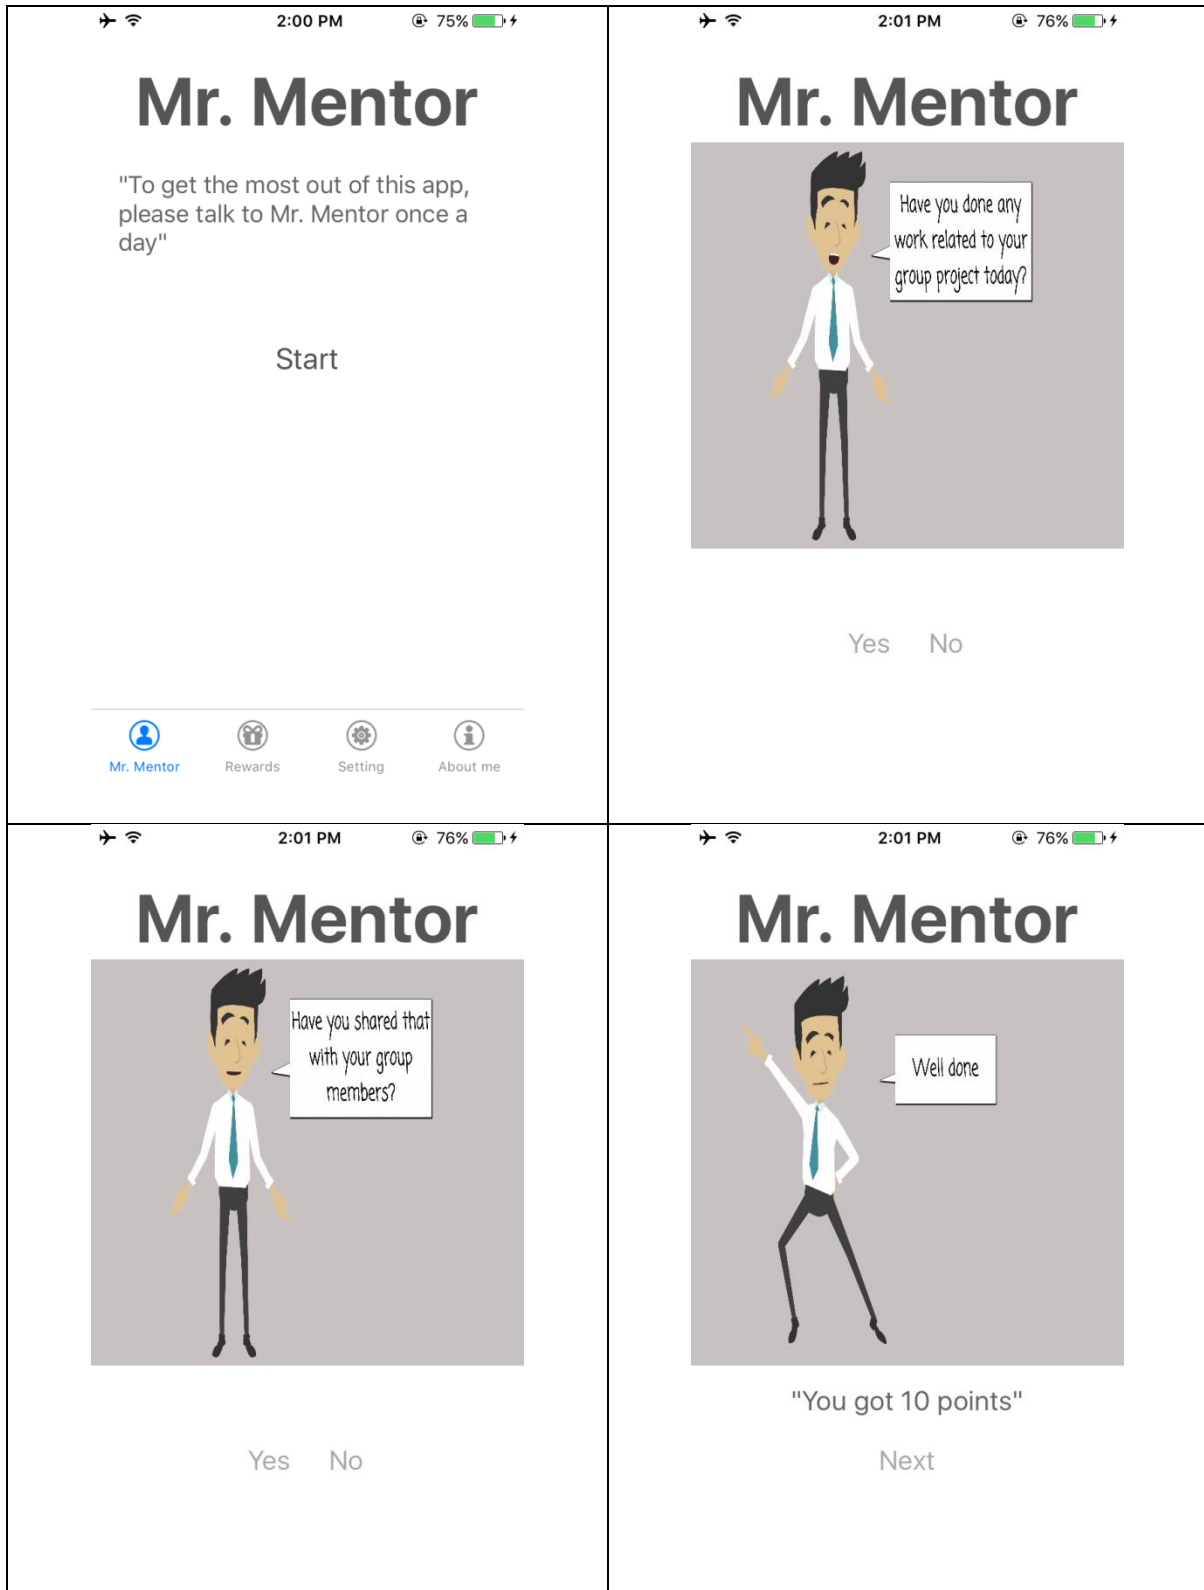 2:00 PM 75%
Mr. Mentor
"To get the most out of this app,
please talk to Mr. Mentor once a
day"
Start
Mr. Mentor Rewards Setting About me
2:01 PM 76%
Mr. Mentor
Have you done any
work related to your
group project today?
Yes No
2:01 PM 76%
Mr. Mentor
Have you shared that
with your group
members?
Yes No
2:01 PM 76%
Mr. Mentor
Well done
"You got 10 points"
Next